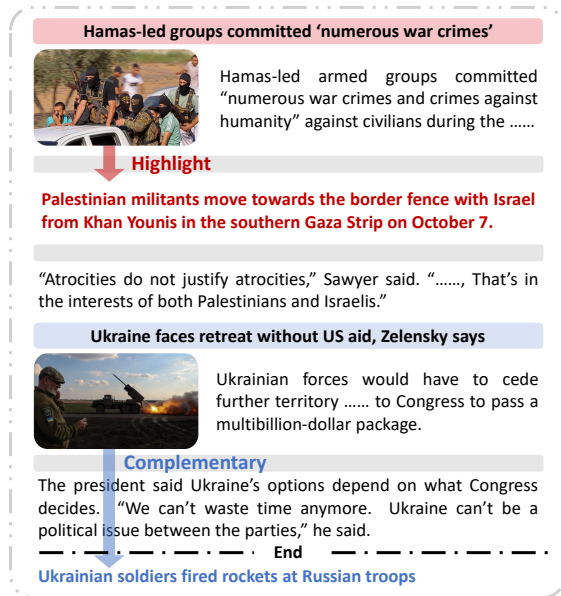 Hamas-led groups committed ‘numerous war crimes’
Hamas-led armed groups committed
“numerous war crimes and crimes against
humanity” against civilians during the ……
Highlight
Palestinian militants move towards the border fence with Israel
from Khan Younis in the southern Gaza Strip on October 7.
“Atrocities do not justify atrocities,” Sawyer said. “……, That’s in
the interests of both Palestinians and Israelis.”
Ukraine faces retreat without US aid, Zelensky says
Ukrainian forces would have to cede
further territory …… to Congress to pass a
multibillion-dollar package.
Complementary
The president said Ukraine’s options depend on what Congress
decides. “We can’t waste time anymore. Ukraine can’t be a
political issue between the parties,” he said.
End
Ukrainian soldiers fired rockets at Russian troops